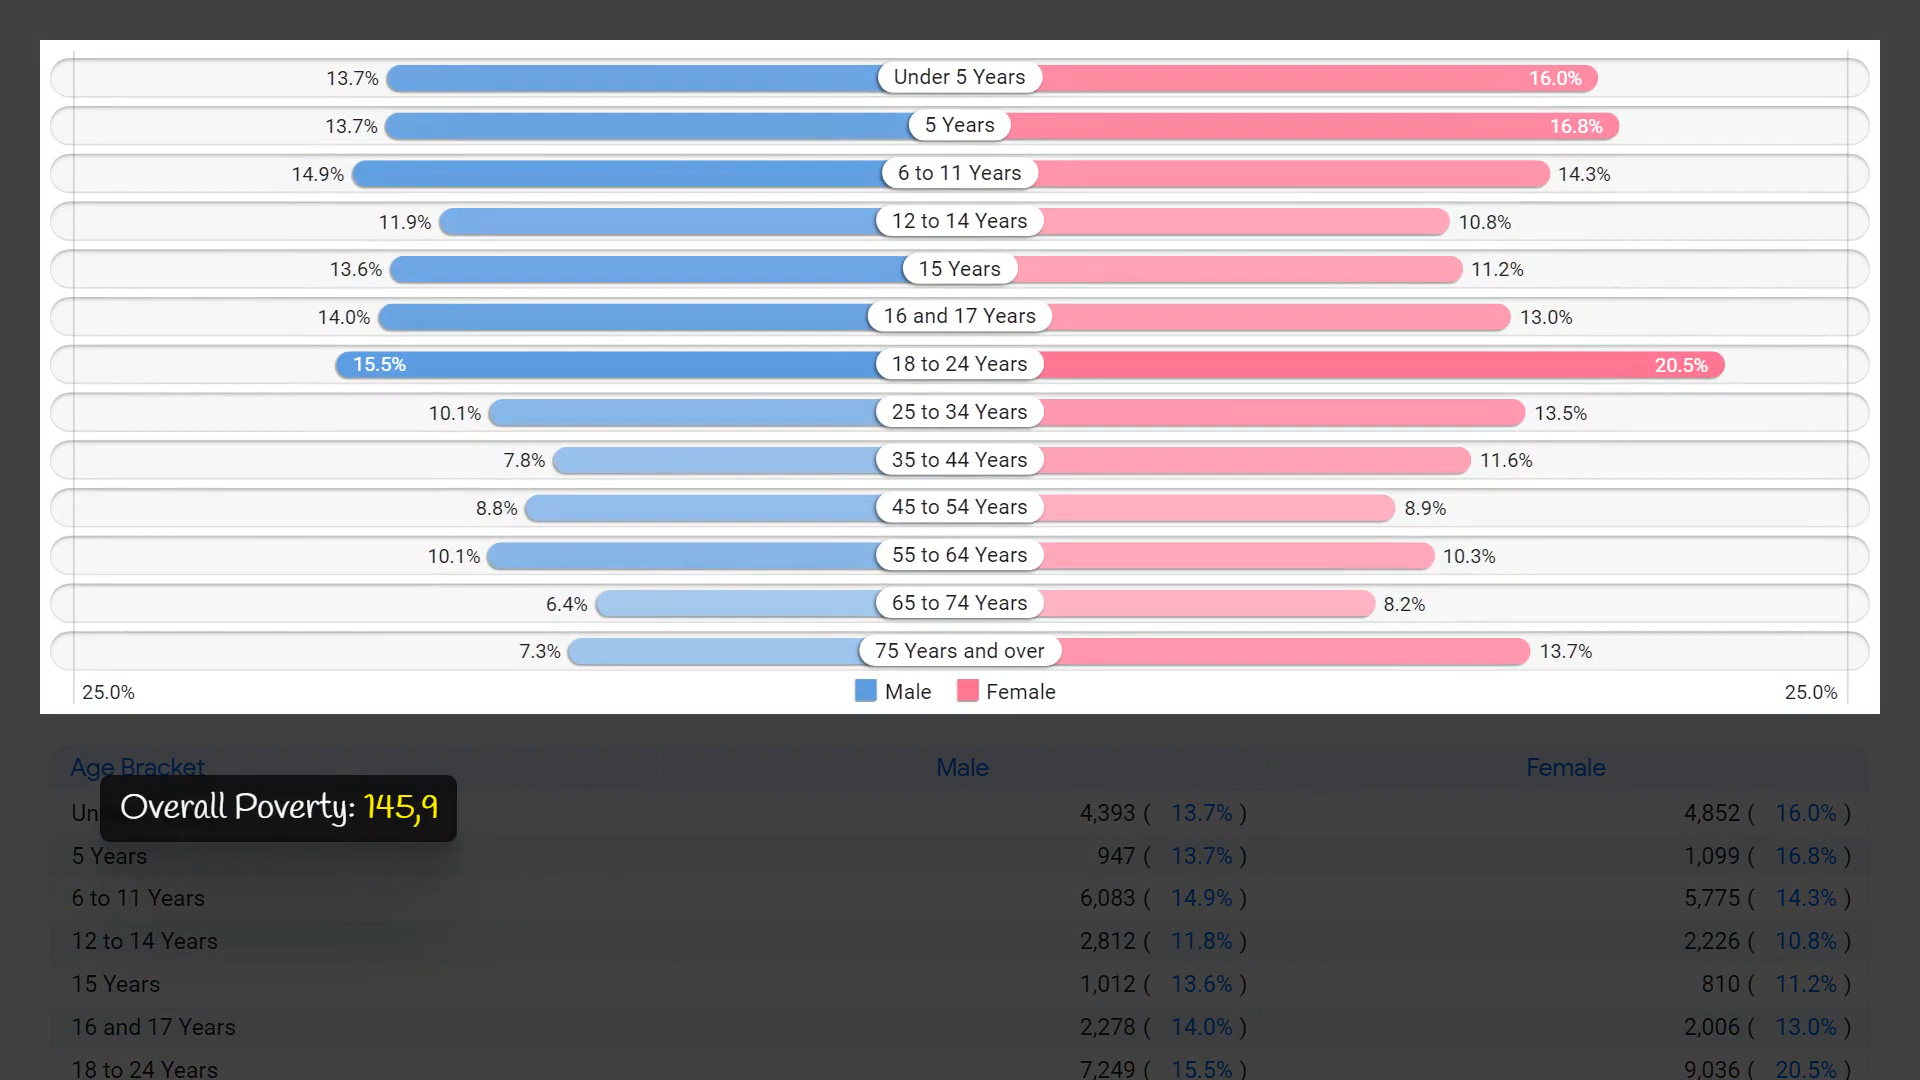 13.7% Under 5 Years 16.0%
13.7% 5 Years 16.8%
14.9% 6 to 11 Years 14.3%
11.9% 12 to 14 Years 10.8%
13.6% 15 Years 11.2%
14.0% 16 and 17 Years 13.0%
15.5% 18 to 24 Years 20.5%
10.1% 25 to 34 Years 13.5%
7.8% 35 to 44 Years 11.6%
8.8% 45 to 54 Years 8.9%
10.1% 55 to 64 Years 10.3%
6.4% 65 to 74 Years 8.2%
7.3% 75 Years and over 13.7%
25.0% Male Female 25.0%
Age Bracket Male Female
Overall Poverty: 145,9
4,393 ( 13.7% ) 4,852 ( 16.0% )
5 Years 947 ( 13.7% ) 1,099 ( 16.8% )
6 to 11 Years 6,083 ( 14.9% ) 5,775 ( 14.3% )
12 to 14 Years 2,812 ( 11.8% ) 2,226 ( 10.8% )
15 Years 1,012 ( 13.6% ) 810 ( 11.2% )
16 and 17 Years 2,278 ( 14.0% ) 2,006 ( 13.0% )
18 to 24 Years 7,249 ( 15.5% ) 9,036 ( 20.5% )